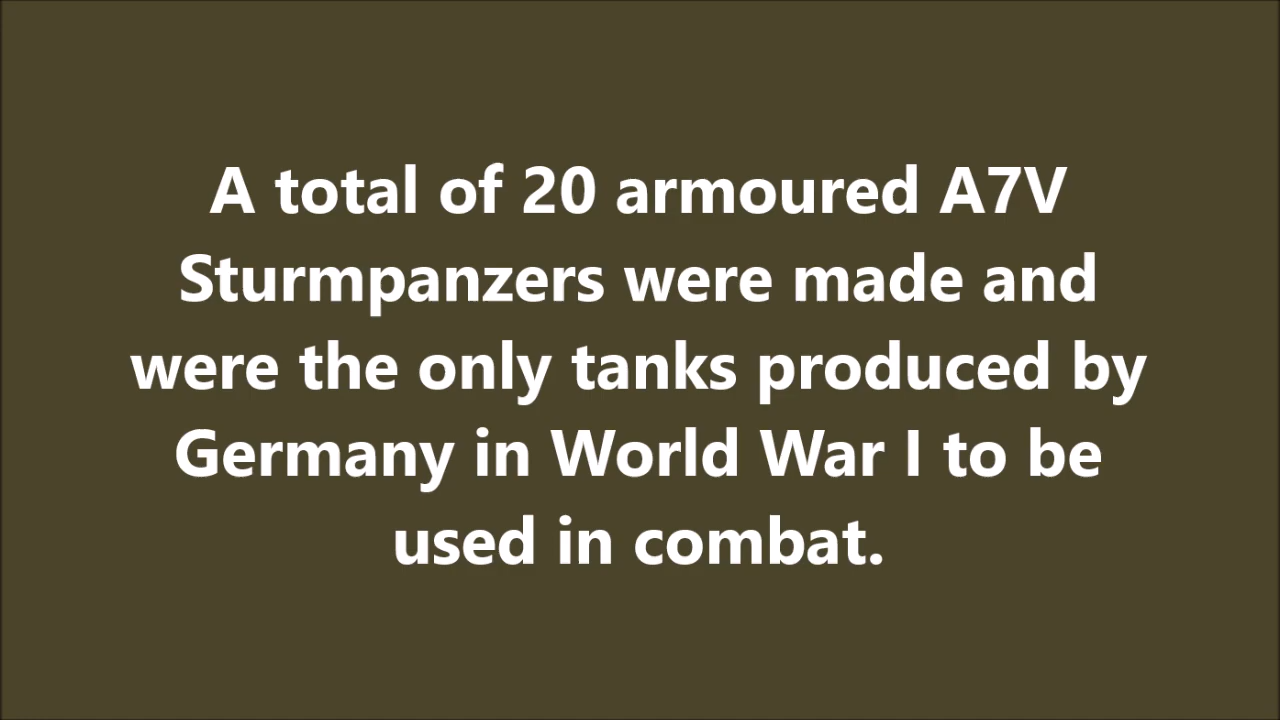 A total of 20 armoured A7V
Sturmpanzers were made and
were the only tanks produced by
Germany in World War I to be
used in combat.